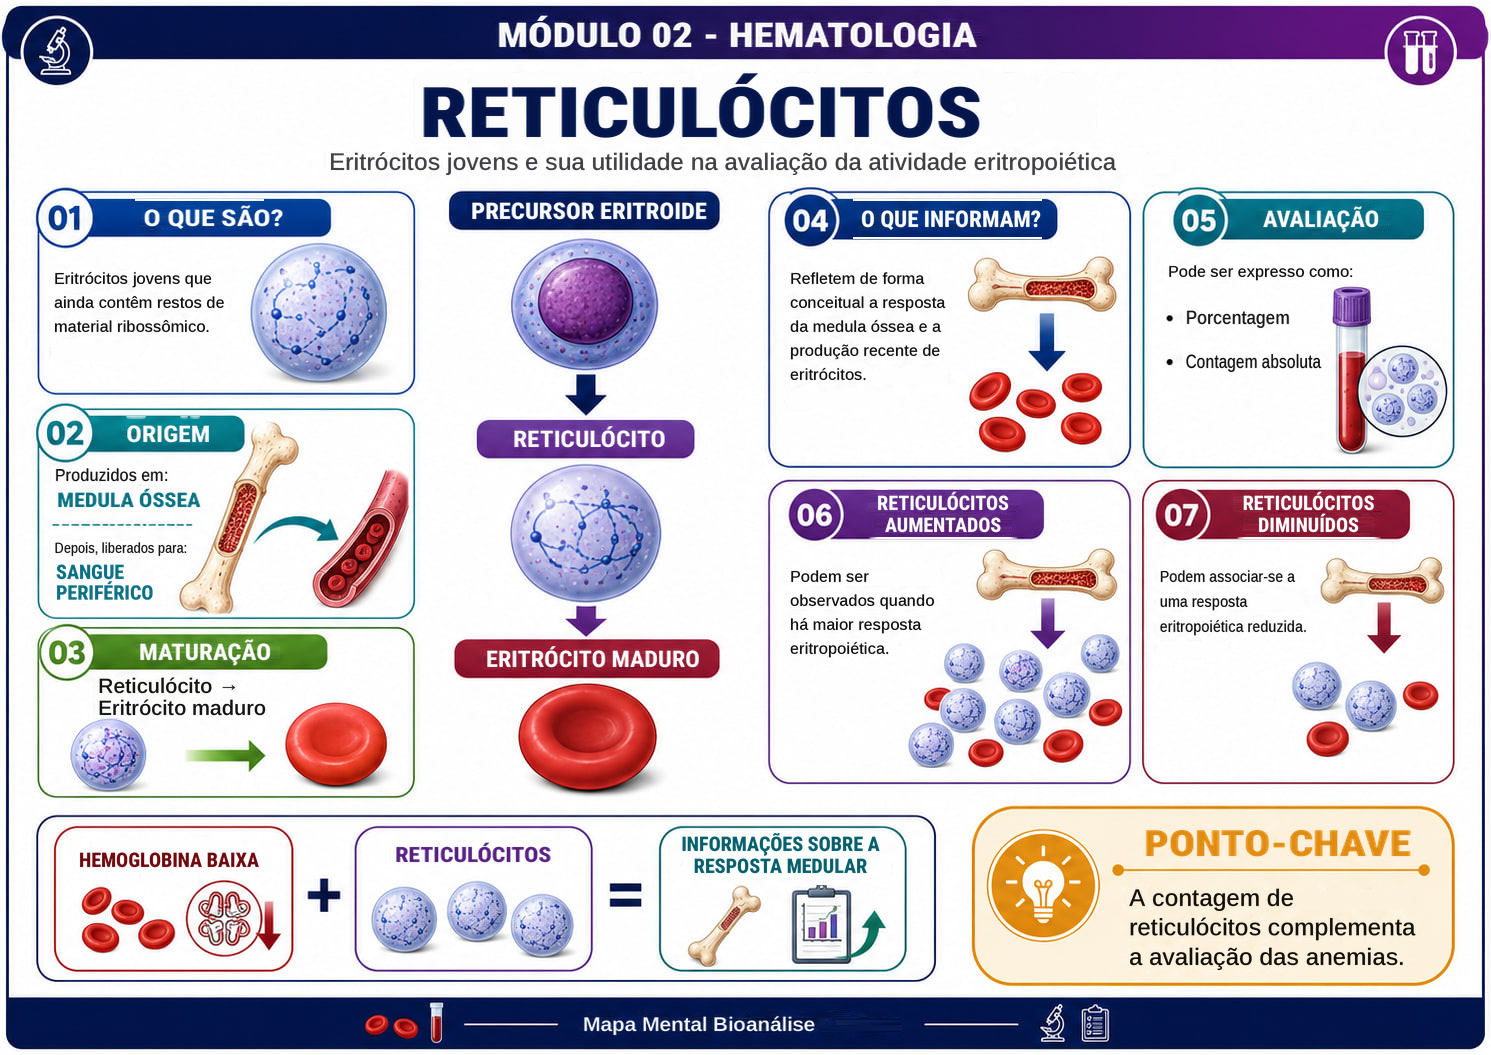 MÓDULO 02 - HEMATOLOGIA
RETICULÓCITOS
Eritrócitos jovens e sua utilidade na avaliação da atividade eritropoiética
01
O QUE SÃO?
Eritrócitos jovens que
ainda contêm restos de
material ribossômico.
02
ORIGEM
Produzidos em:
MEDULA ÓSSEA
Depois, liberados para:
SANGUE
PERIFÉRICO
03
MATURAÇÃO
Reticulócito →
Eritrócito maduro
PRECURSOR ERITROIDE
RETICULÓCITO
ERITRÓCITO MADURO
04
O QUE INFORMAM?
Refletem de forma
conceitual a resposta
da medula óssea e a
produção recente de
eritrócitos.
05
AVALIAÇÃO
Pode ser expresso como:
• Porcentagem
• Contagem absoluta
06
RETICULÓCITOS
AUMENTADOS
Podem ser
observados quando
há maior resposta
eritropoiética.
07
RETICULÓCITOS
DIMINUÍDOS
Podem associar-se a
uma resposta
eritropoiética reduzida.
HEMOGLOBINA BAIXA
+
RETICULÓCITOS
=
INFORMAÇÕES SOBRE A
RESPOSTA MEDULAR
PONTO-CHAVE
A contagem de
reticulócitos complementa
a avaliação das anemias.
Mapa Mental Bioanálise